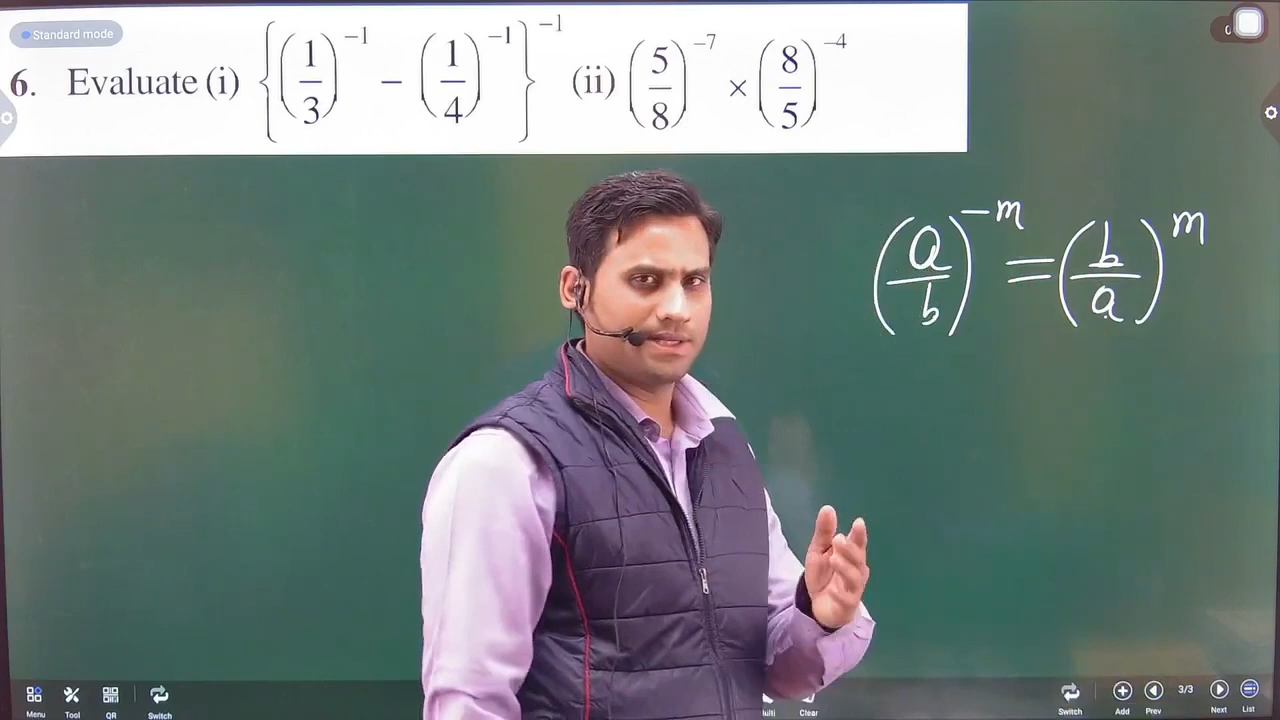 Standard mode
6. Evaluate (i) {(1/3)^-1 - (1/4)^-1}^-1 (ii) (5/8)^-7 × (8/5)^-4
(a/b)^-m = (b/a)^m
Menu Tool QR Switch Clear Switch Add Prev 3/3 Next List